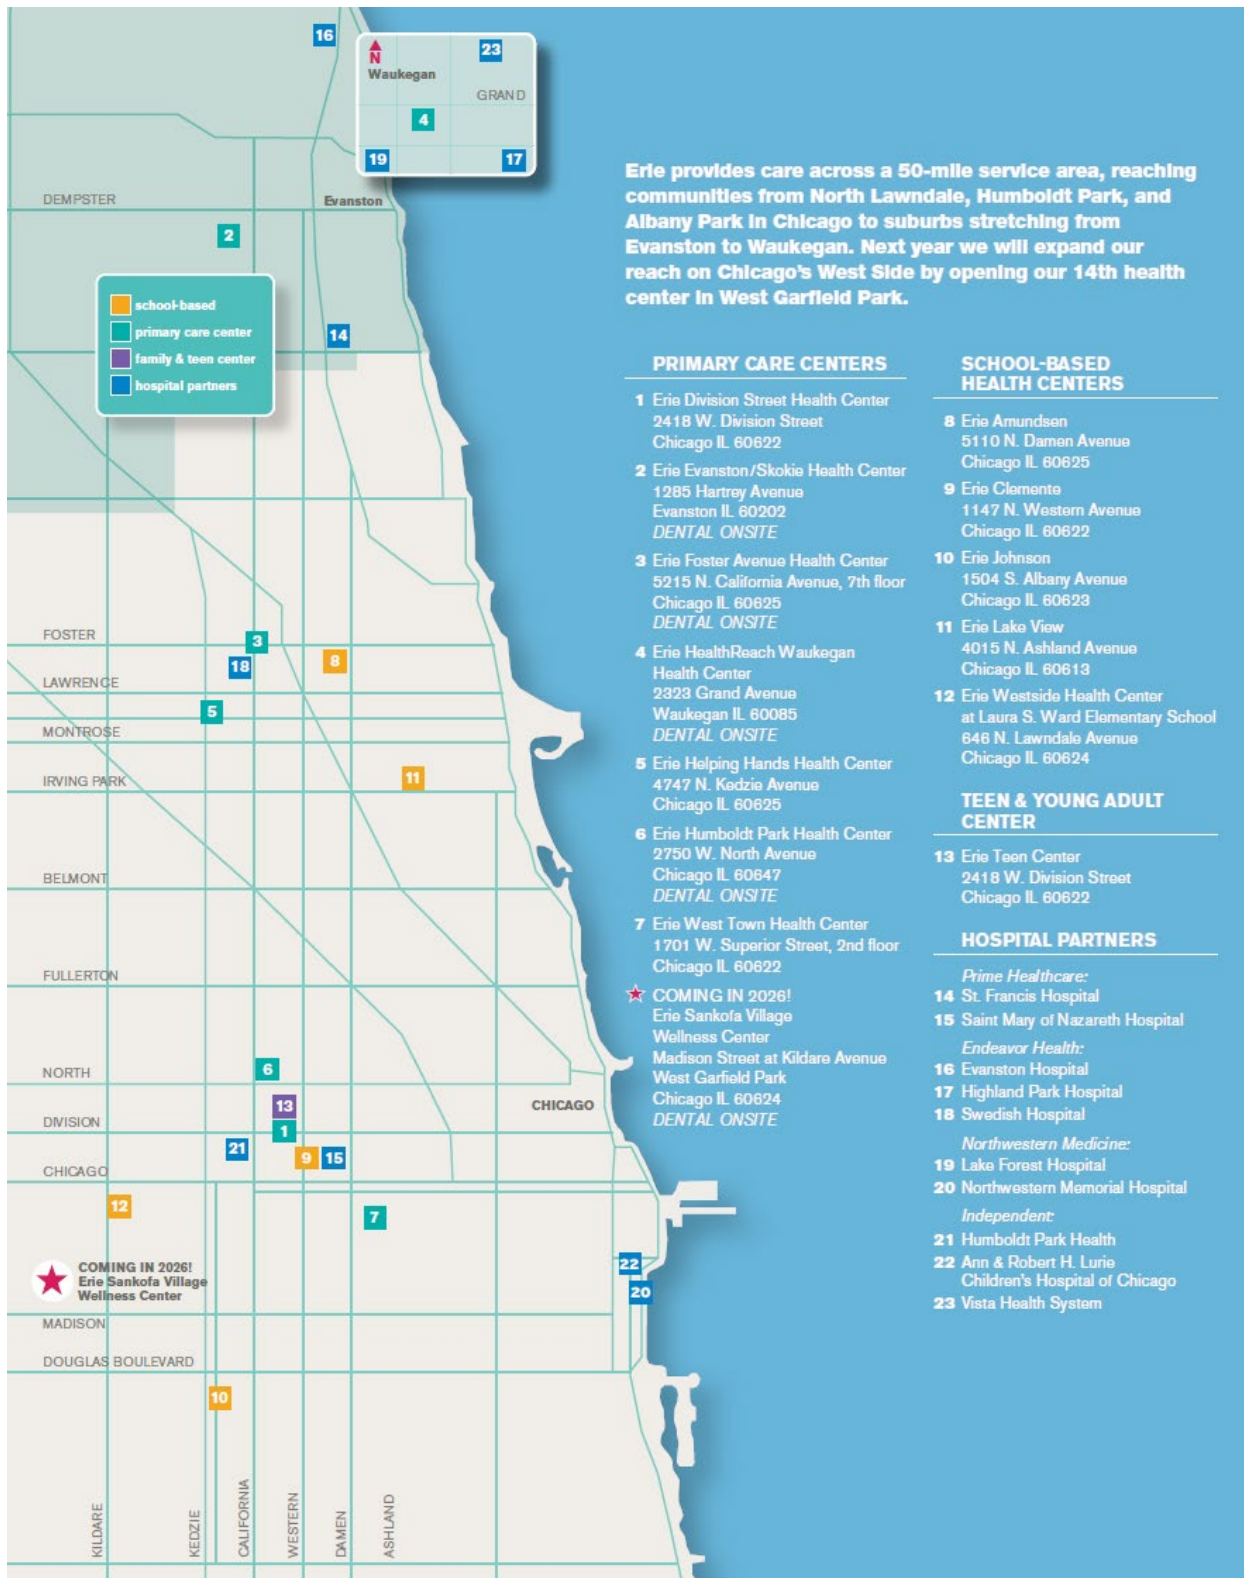 16
N
Waukegan
23
GRAND
4
19
17
DEMPSTER
Evanston
2
school-based
primary care center
family & teen center
hospital partners
14
FOSTER
3
18
8
LAWRENCE
5
MONTROSE
IRVING PARK
11
BELMONT
FULLERTON
NORTH
6
13
CHICAGO
DIVISION
1
21
9
15
CHICAGO
12
7
COMING IN 2026!
Erie Sankofa Village
Wellness Center
22
20
MADISON
DOUGLAS BOULEVARD
10
KILDARE
KEDZIE
CALIFORNIA
WESTERN
DAMEN
ASHLAND
Erie provides care across a 50-mile service area, reaching
communities from North Lawndale, Humboldt Park, and
Albany Park in Chicago to suburbs stretching from
Evanston to Waukegan. Next year we will expand our
reach on Chicago's West Side by opening our 14th health
center in West Garfield Park.
PRIMARY CARE CENTERS
1 Erie Division Street Health Center
2418 W. Division Street
Chicago IL 60622
2 Erie Evanston/Skokie Health Center
1285 Hartrey Avenue
Evanston IL 60202
DENTAL ONSITE
3 Erie Foster Avenue Health Center
5215 N. California Avenue, 7th floor
Chicago IL 60625
DENTAL ONSITE
4 Erie HealthReach Waukegan
Health Center
2323 Grand Avenue
Waukegan IL 60085
DENTAL ONSITE
5 Erie Helping Hands Health Center
4747 N. Kedzie Avenue
Chicago IL 60625
6 Erie Humboldt Park Health Center
2750 W. North Avenue
Chicago IL 60647
DENTAL ONSITE
7 Erie West Town Health Center
1701 W. Superior Street, 2nd floor
Chicago IL 60622
COMING IN 2026!
Erie Sankofa Village
Wellness Center
Madison Street at Kildare Avenue
West Garfield Park
Chicago IL 60624
DENTAL ONSITE
SCHOOL-BASED
HEALTH CENTERS
8 Erie Amundsen
5110 N. Damen Avenue
Chicago IL 60625
9 Erie Clemente
1147 N. Western Avenue
Chicago IL 60622
10 Erie Johnson
1504 S. Albany Avenue
Chicago IL 60623
11 Erie Lake View
4015 N. Ashland Avenue
Chicago IL 60613
12 Erie Westside Health Center
at Laura S. Ward Elementary School
646 N. Lawndale Avenue
Chicago IL 60624
TEEN & YOUNG ADULT
CENTER
13 Erie Teen Center
2418 W. Division Street
Chicago IL 60622
HOSPITAL PARTNERS
Prime Healthcare:
14 St. Francis Hospital
15 Saint Mary of Nazareth Hospital
Endeavor Health:
16 Evanston Hospital
17 Highland Park Hospital
18 Swedish Hospital
Northwestern Medicine:
19 Lake Forest Hospital
20 Northwestern Memorial Hospital
Independent:
21 Humboldt Park Health
22 Ann & Robert H. Lurie
Children's Hospital of Chicago
23 Vista Health System